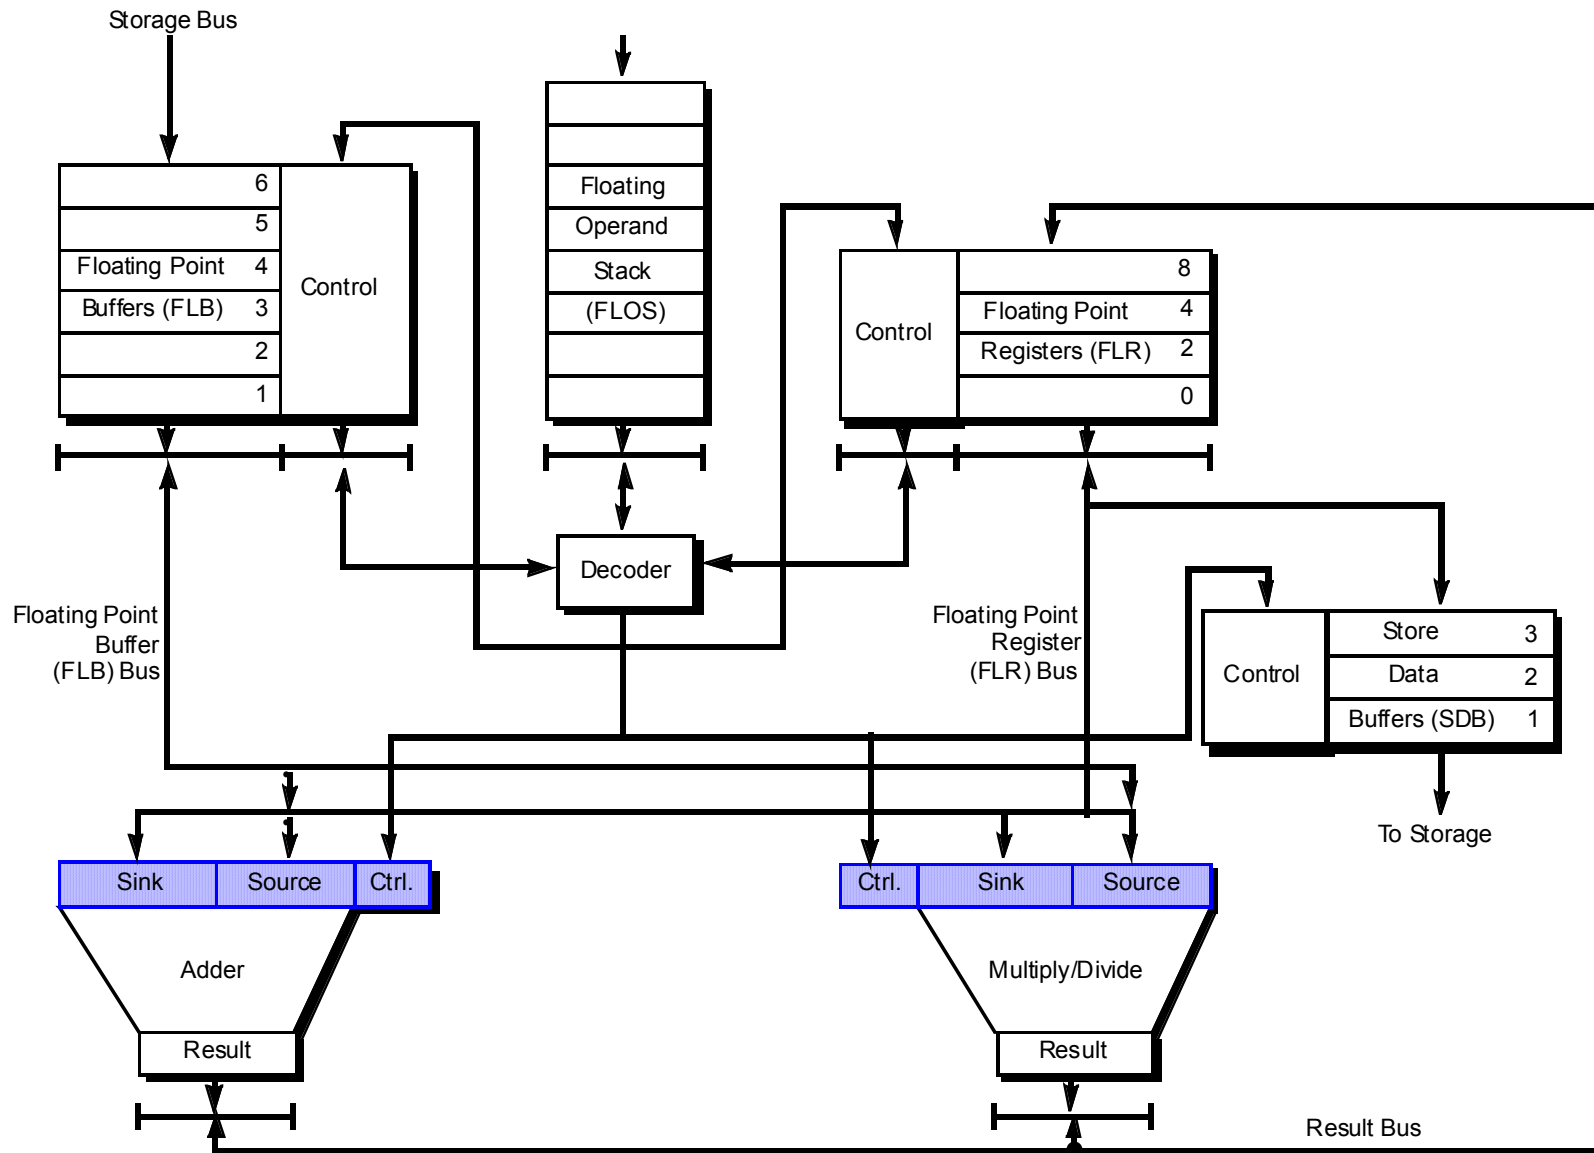 Storage Bus
6
5
Floating Point 4
Buffers (FLB) 3
2
1
Control
Floating
Operand
Stack
(FLOS)
Control
8
Floating Point 4
Registers (FLR) 2
0
Decoder
Floating Point
Buffer
(FLB) Bus
Floating Point
Register
(FLR) Bus
Control
Store 3
Data 2
Buffers (SDB) 1
To Storage
Sink Source Ctrl.
Adder
Result
Ctrl. Sink Source
Multiply/Divide
Result
Result Bus